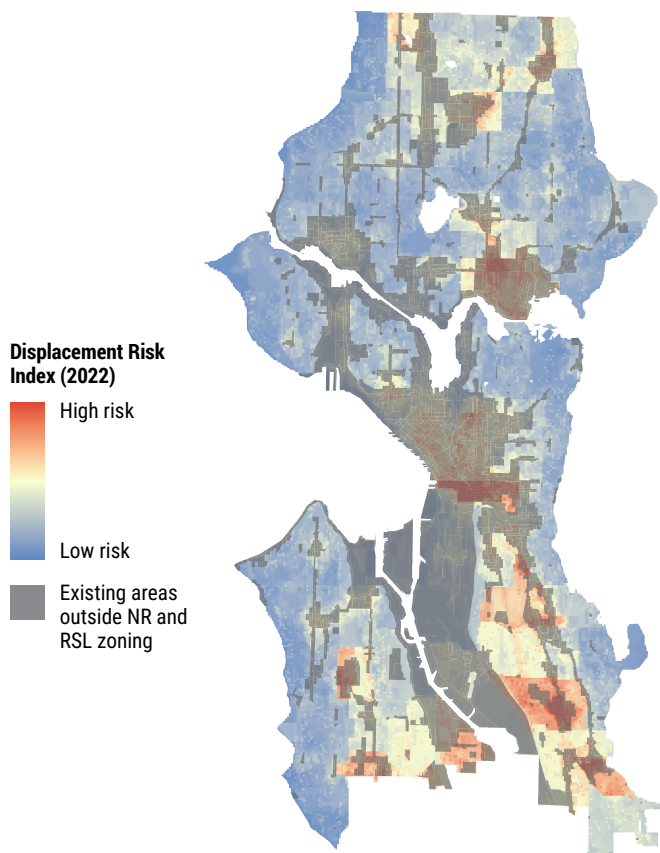 Displacement Risk
Index (2022)
High risk
Low risk
Existing areas
outside NR and
RSL zoning